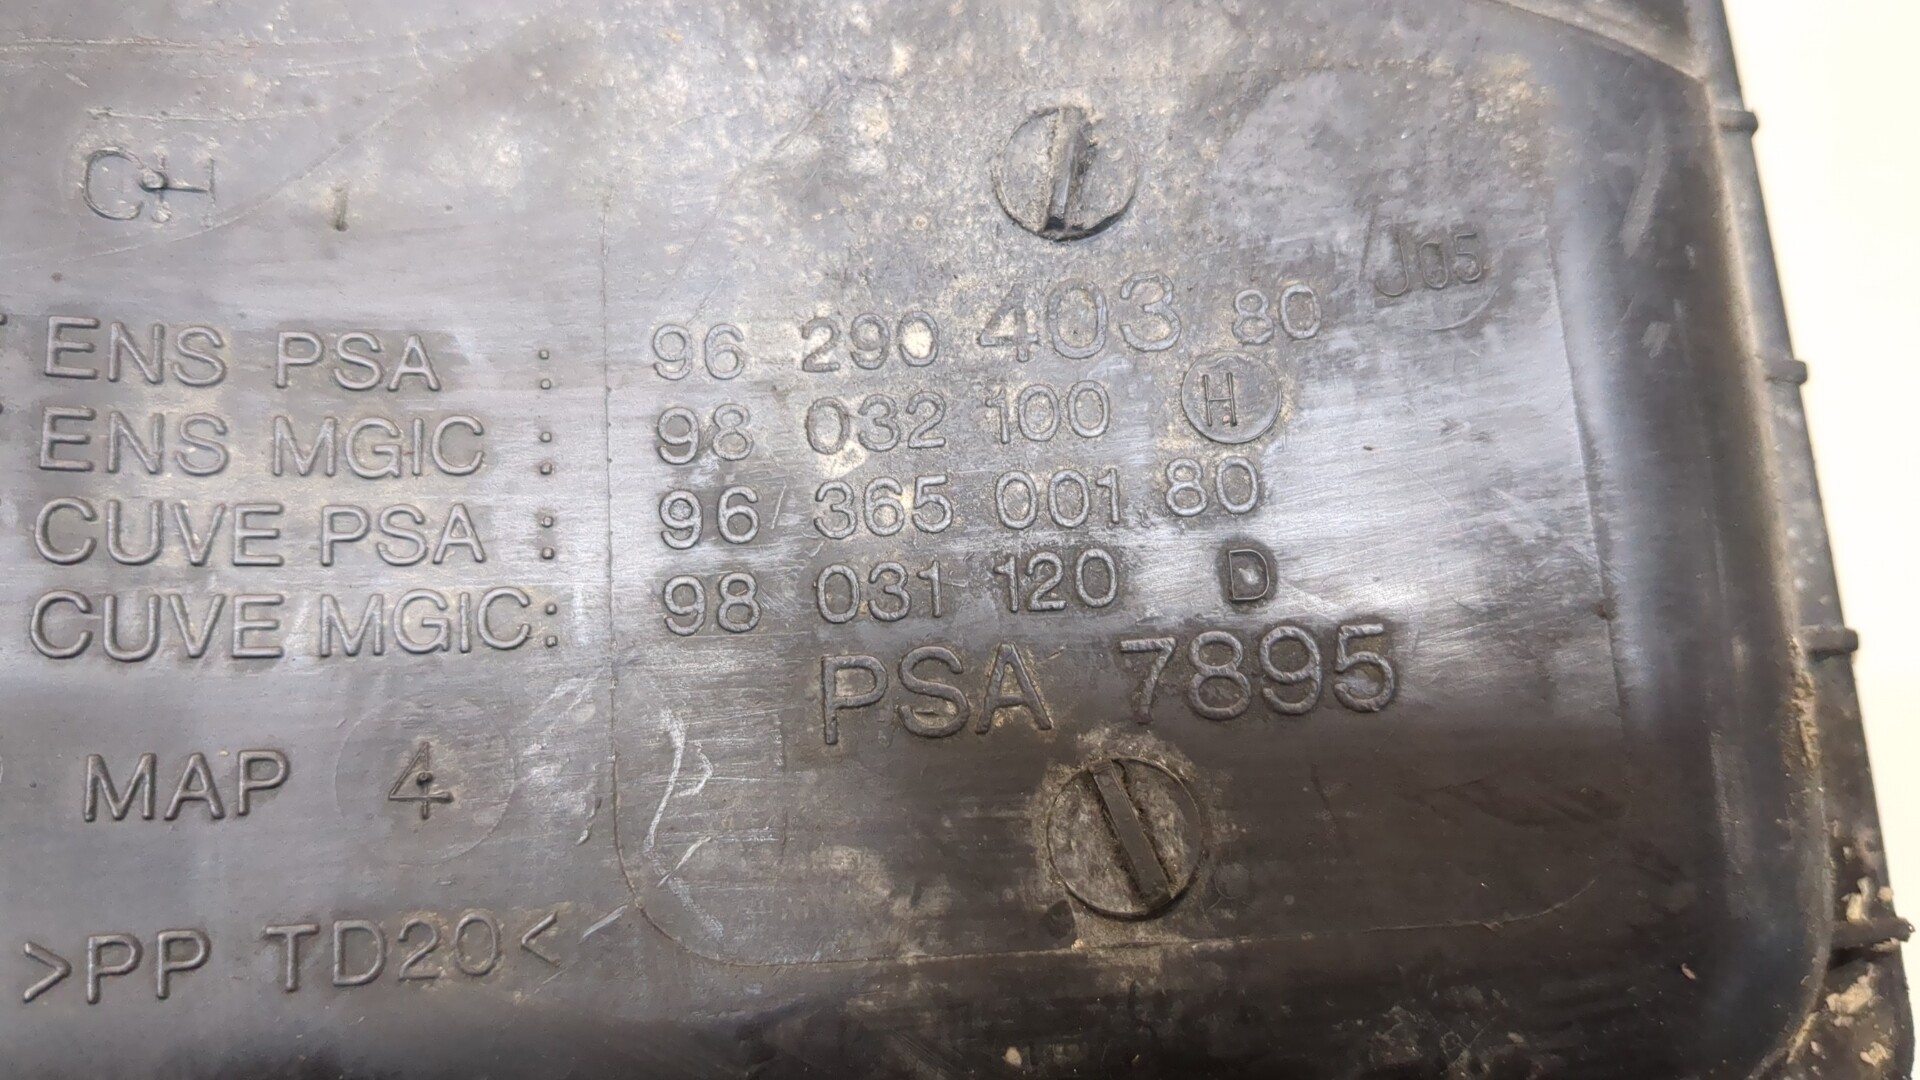 CH
J05
ENS PSA : 96 290 403 80
ENS MGIC : 98 032 100 H
CUVE PSA : 96 365 001 80
CUVE MGIC: 98 031 120 D
PSA 7895
MAP 4
>PP TD20<